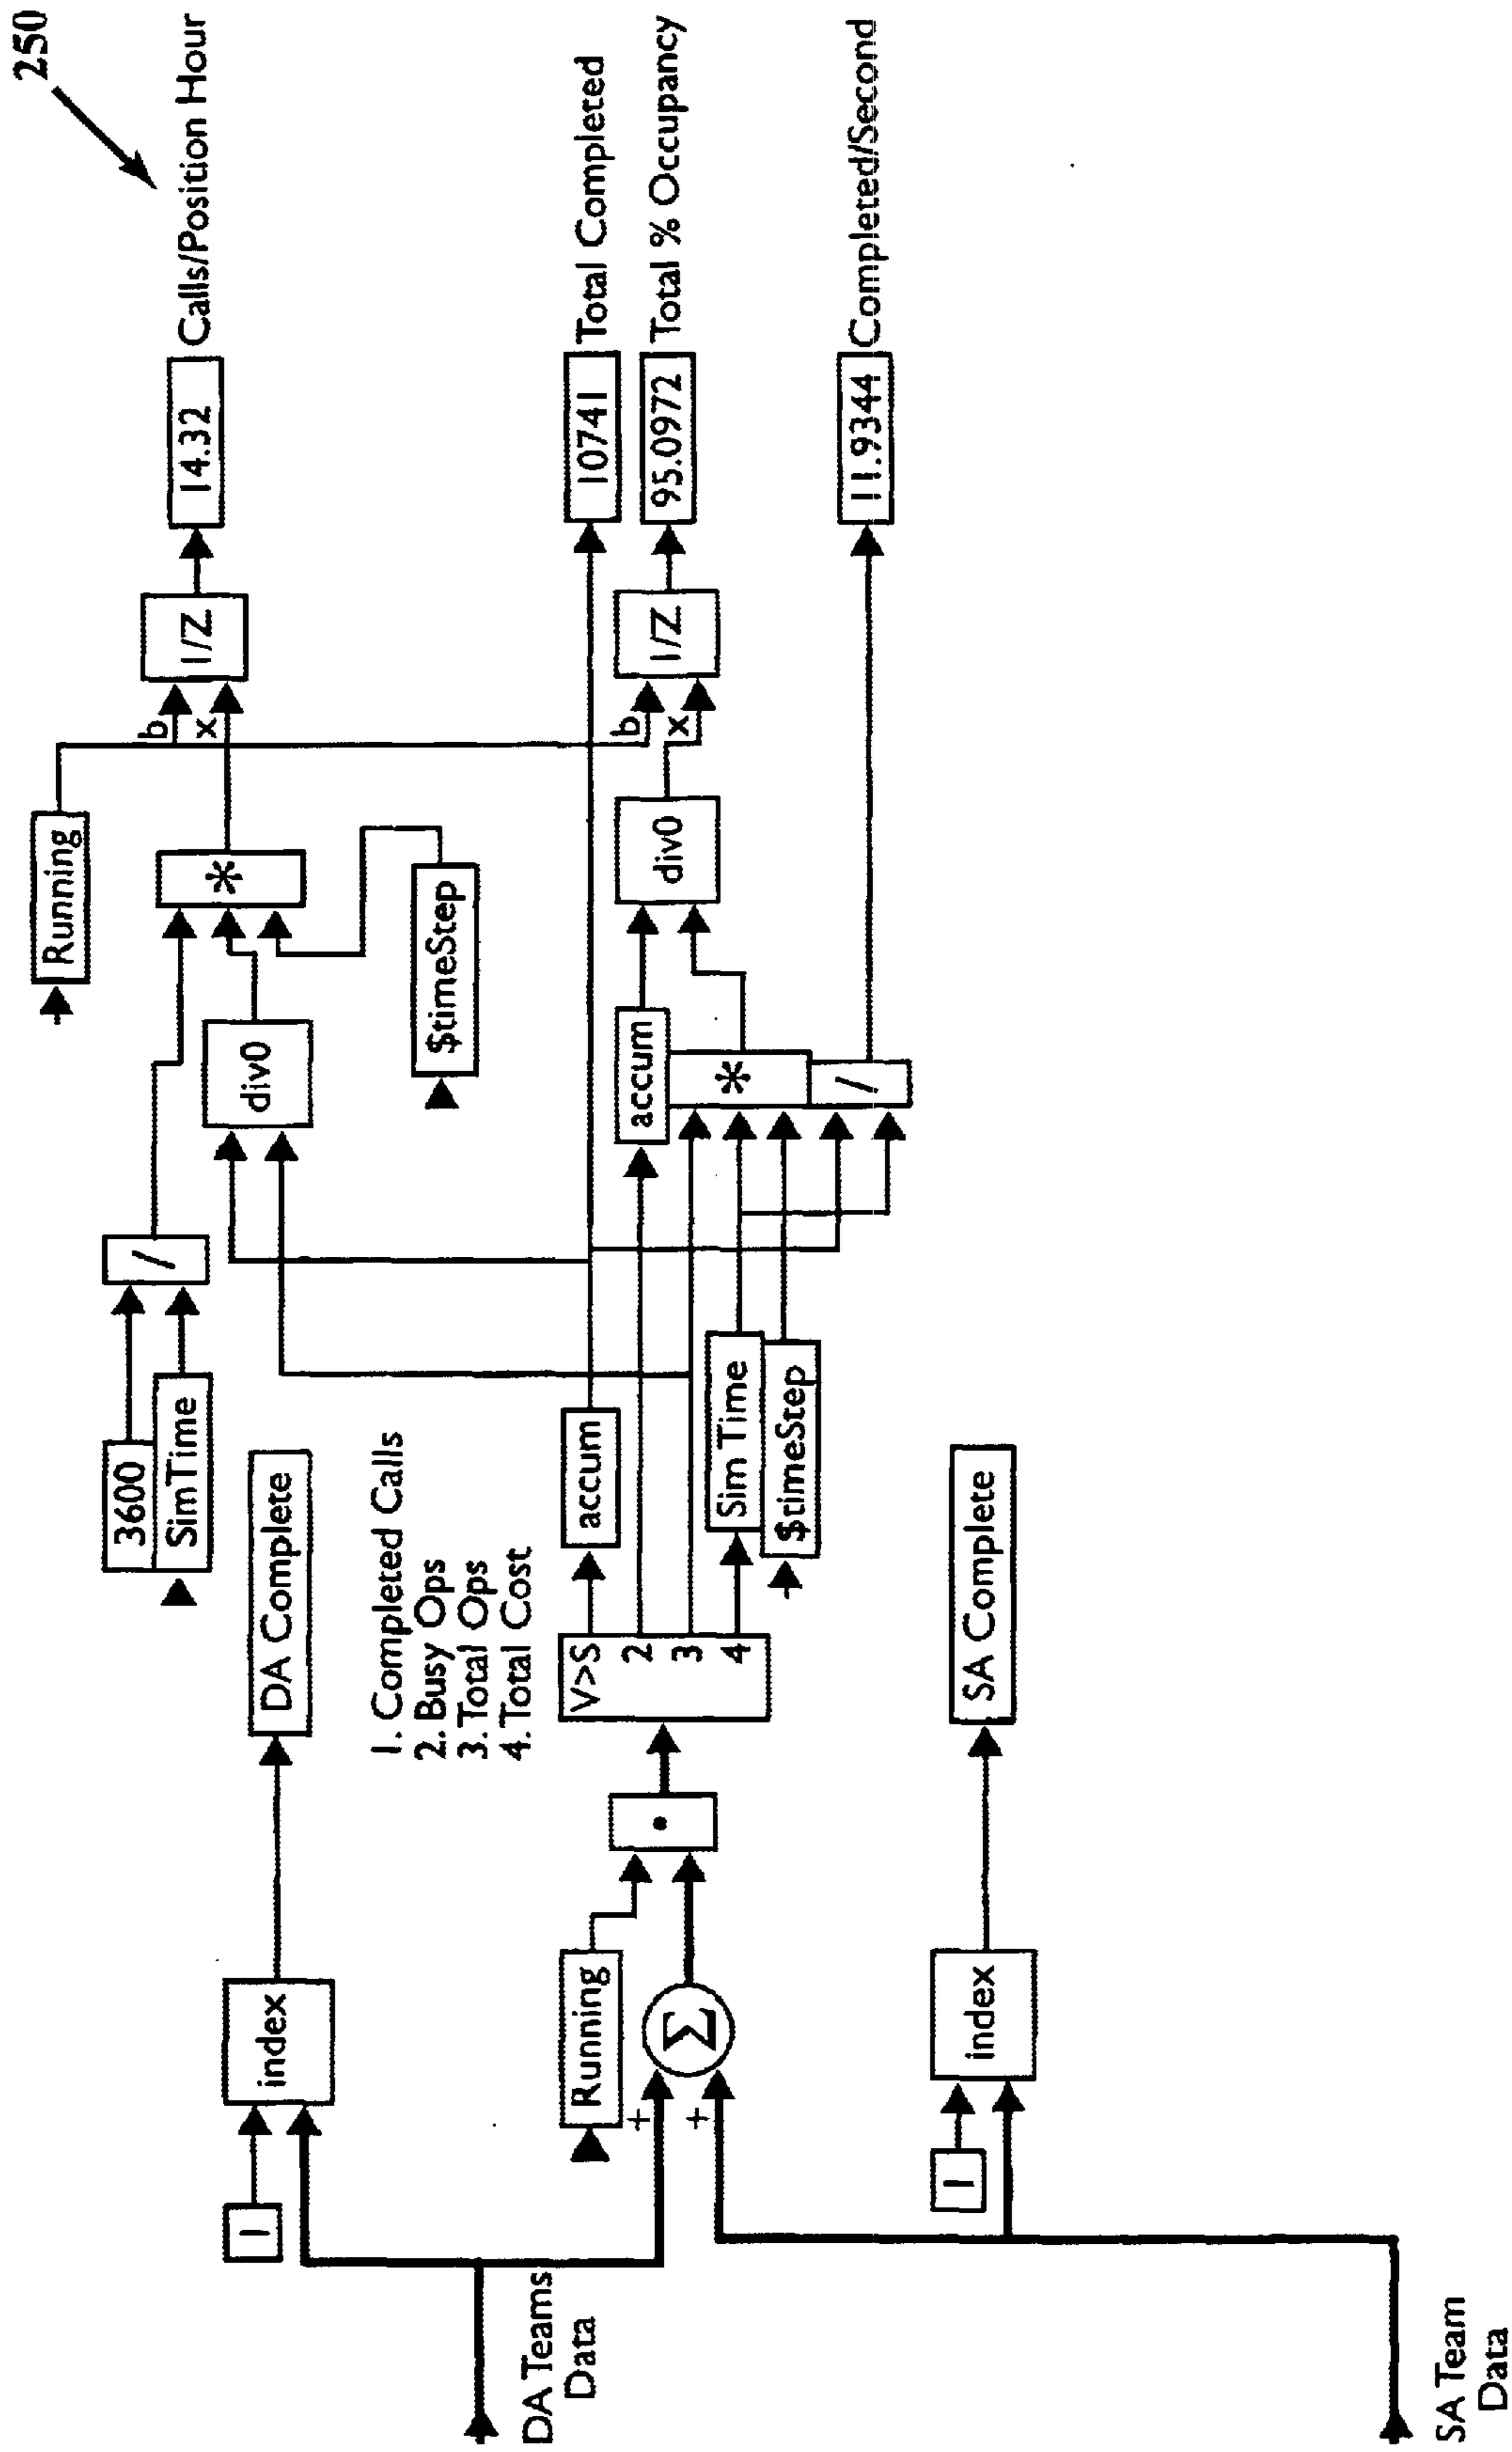 250
Running
b
x
1/Z
14.32
Calls/Position Hour
3600
SimTime
/
div0
*
$timeStep
1
index
DA Complete
1. Completed Calls
2. Busy Ops
3. Total Ops
4. Total Cost
accum
10741
Total Completed
DA Teams
Data
Running
+
+
Σ
•
V>S
2
3
4
accum
*
div0
b
x
1/Z
95.0972
Total % Occupancy
Sim Time
$timeStep
/
11.9344
Completed/Second
1
index
SA Complete
SA Team
Data